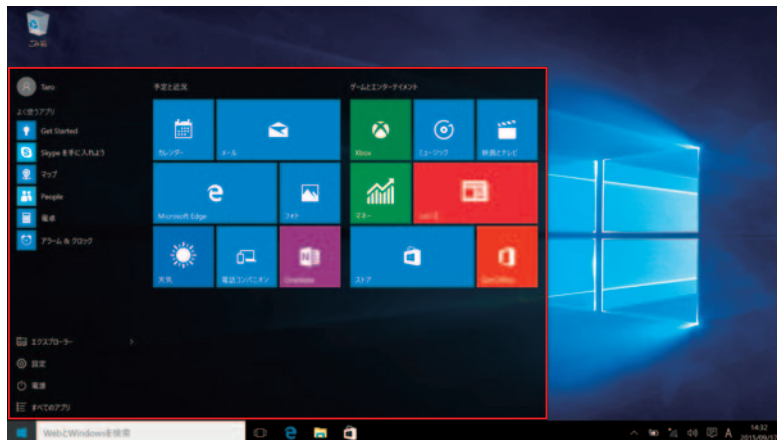 ごみ箱
Taro
よく使うアプリ
Get Started
Skype を手に入れよう
マップ
People
電卓
アラーム & クロック
エクスプローラー
設定
電源
すべてのアプリ
予定と近況
カレンダー
メール
Microsoft Edge
フォト
天気
電話コンパニオン
ゲームとエンターテイメント
Xbox
ミュージック
映画とテレビ
マネー
ストア
WebとWindowsを検索
A
14:32